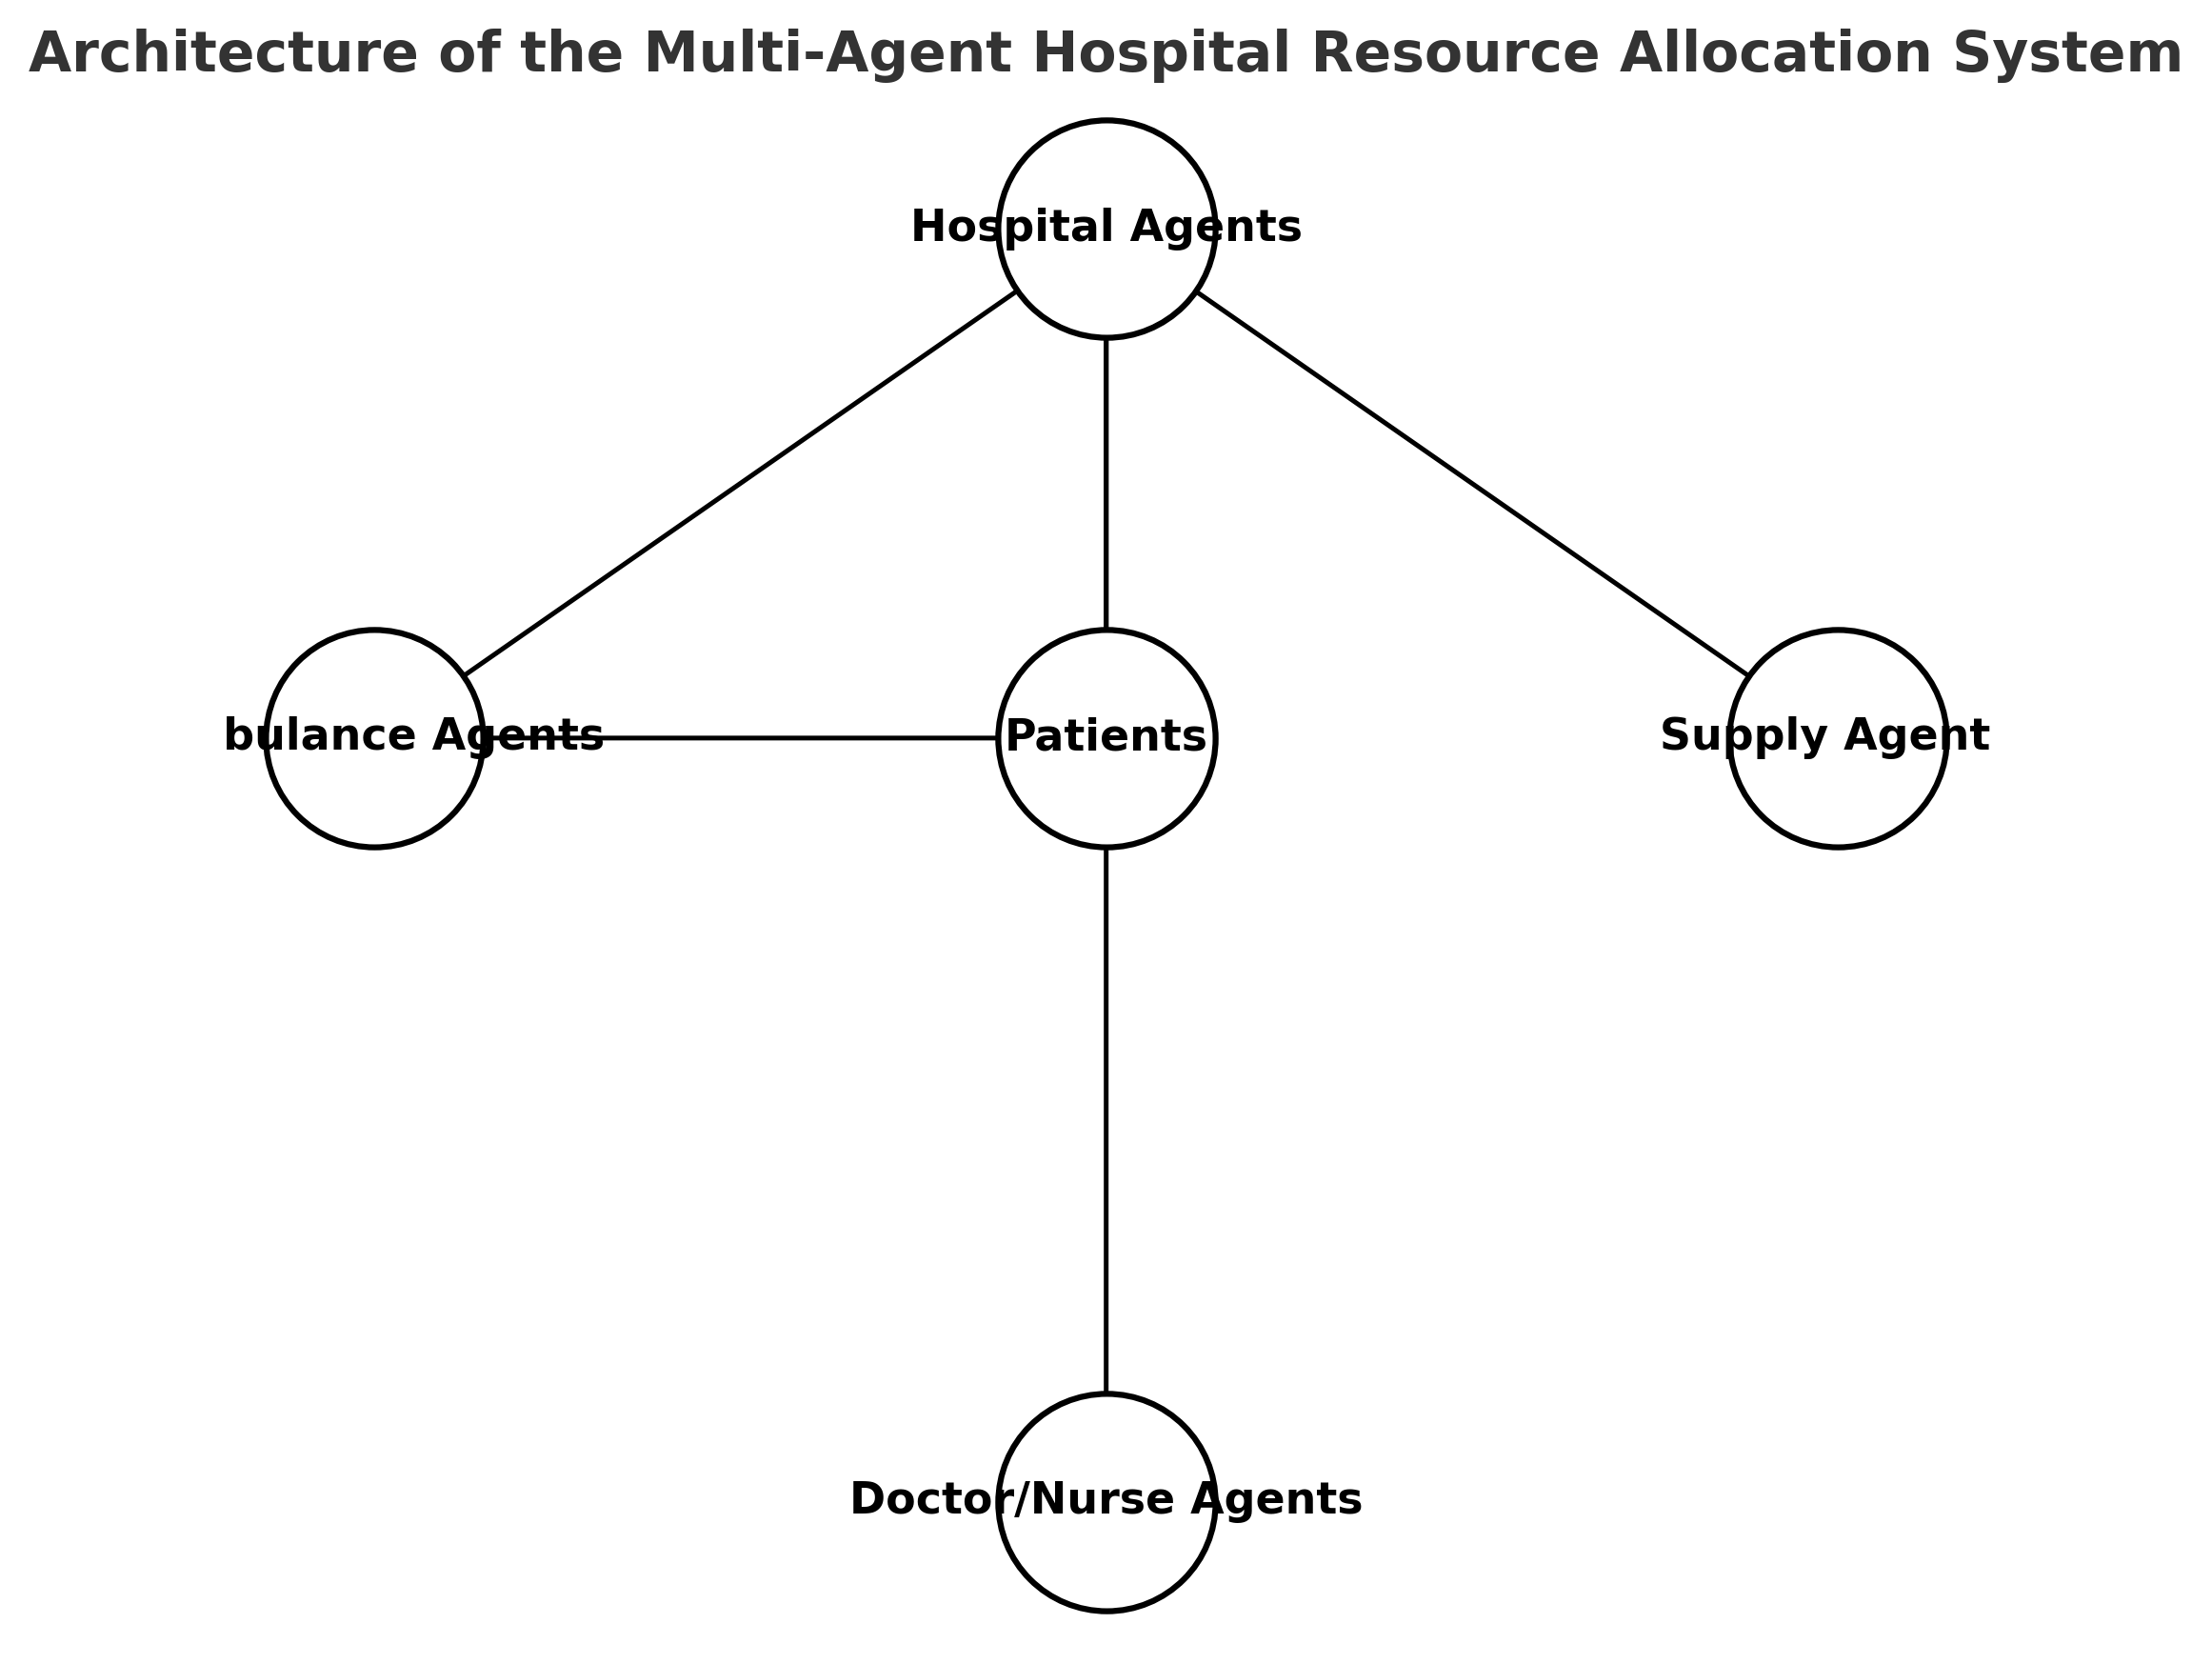 Architecture of the Multi-Agent Hospital Resource Allocation System
Hospital Agents
bulance Agents
Patients
Supply Agent
Doctor/Nurse Agents